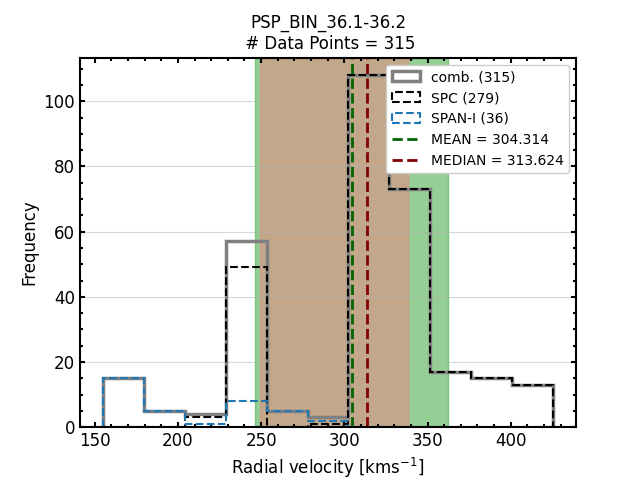 PSP_BIN_36.1-36.2
# Data Points = 315
comb. (315)
SPC (279)
SPAN-I (36)
MEAN = 304.314
MEDIAN = 313.624
Frequency
100
80
60
40
20
0
150 200 250 300 350 400
Radial velocity [kms⁻¹]